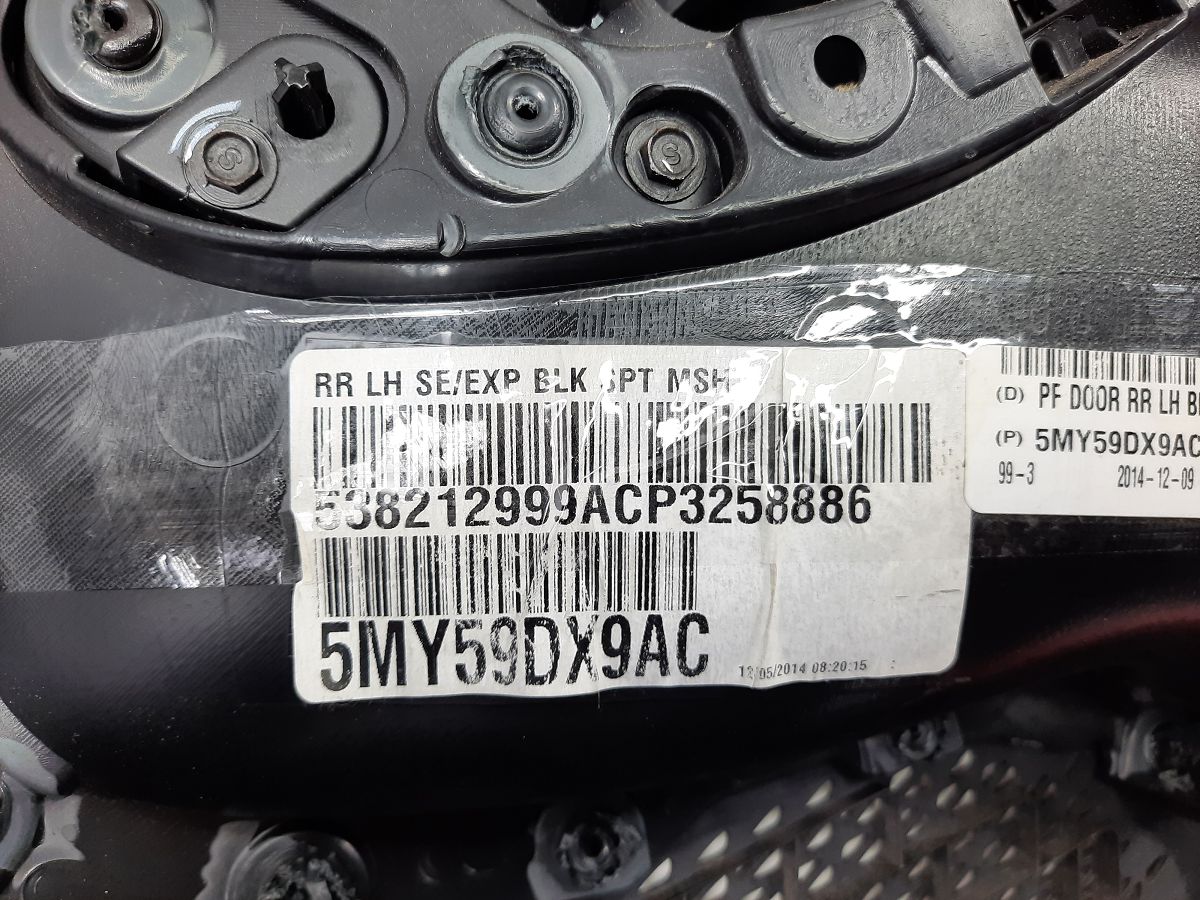 S
S
RR LH SE/EXP BLK SPT MSH
538212999ACP3258886
5MY59DX9AC
12/05/2014 08:20:15
(D) PF DOOR RR LH
(P) 5MY59DX9AC
99-3 2014-12-09